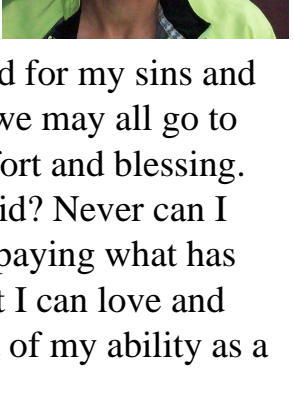 d for my sins and
we may all go to
fort and blessing.
id? Never can I
paying what has
t I can love and
of my ability as a